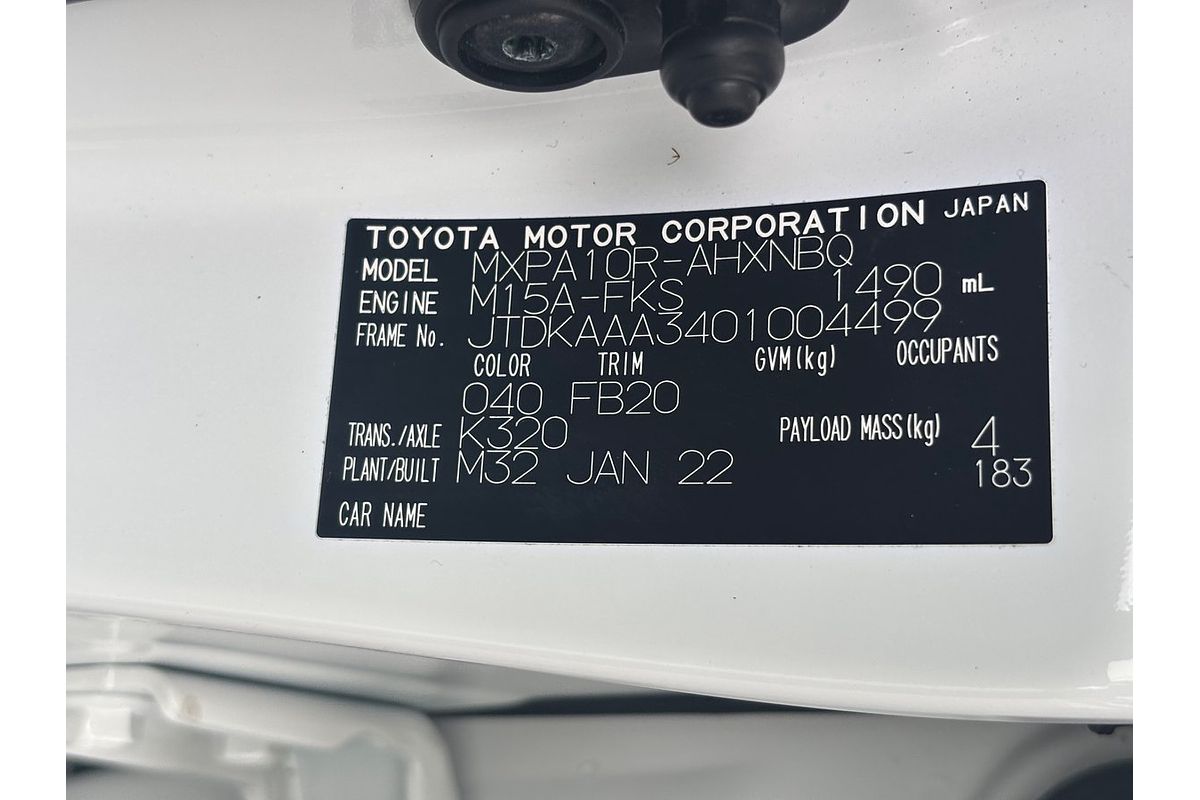 TOYOTA MOTOR CORPORATION JAPAN
MODEL MXPA10R-AHXNBQ
ENGINE M15A-FKS 1490 mL
FRAME No. JTDKAAA3401004499
COLOR TRIM GVM(kg) OCCUPANTS
040 FB20
TRANS./AXLE K320 PAYLOAD MASS(kg) 4
PLANT/BUILT M32 JAN 22 183
CAR NAME